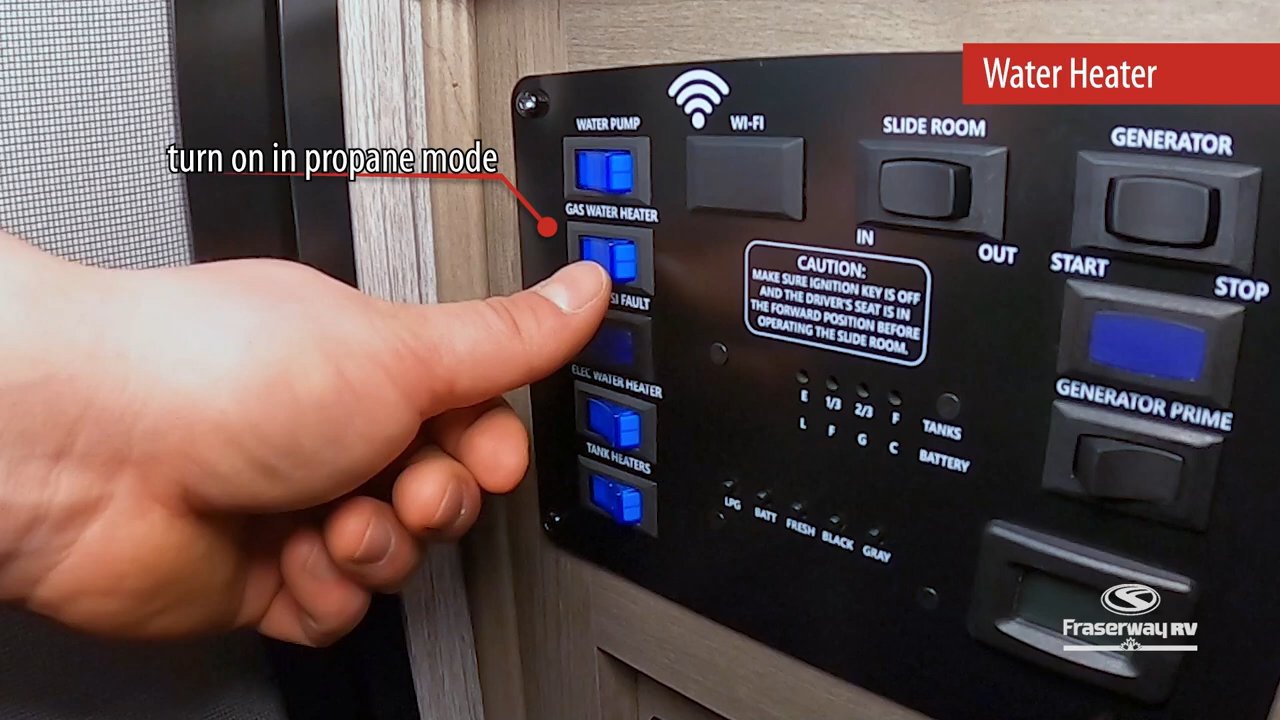 Water Heater
turn on in propane mode
WATER PUMP
WI-FI
SLIDE ROOM
IN
OUT
GENERATOR
START
STOP
GAS WATER HEATER
SI FAULT
ELEC WATER HEATER
TANK HEATERS
CAUTION:
MAKE SURE IGNITION KEY IS OFF
AND THE DRIVER'S SEAT IS IN
THE FORWARD POSITION BEFORE
OPERATING THE SLIDE ROOM.
E 1/3 2/3 F TANKS
L F G C BATTERY
LPG BATT FRESH BLACK GRAY
GENERATOR PRIME
Fraserway RV